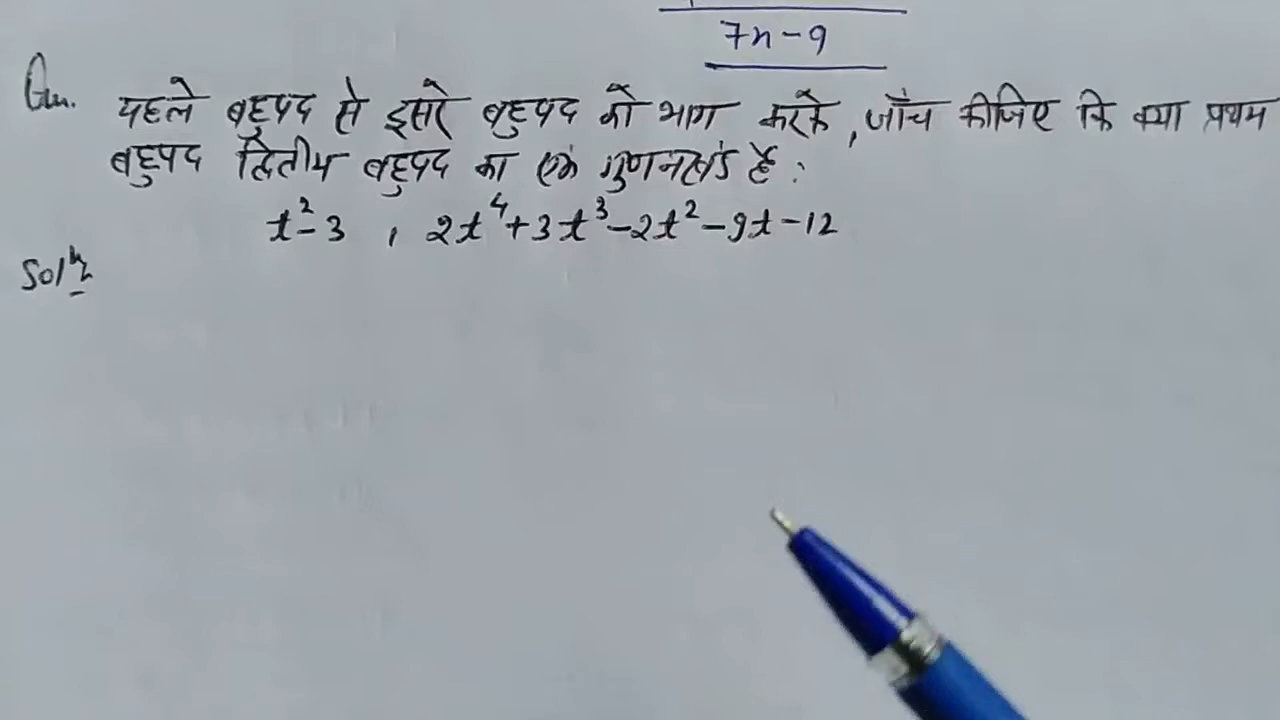 7x-9
Qu. पहले बहुपद से दूसरे बहुपद को भाग करके, जाँच कीजिए कि क्या प्रथम
बहुपद द्वितीय बहुपद का एक गुणनखंड है:
t²-3 , 2t⁴+3t³-2t²-9t-12
Solⁿ